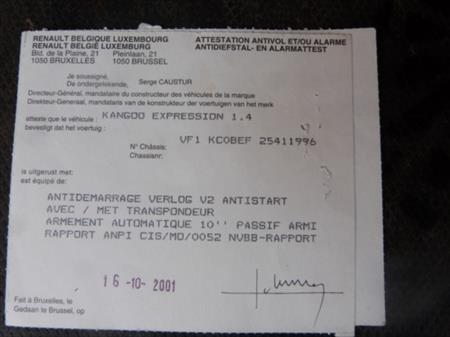 RENAULT BELGIQUE LUXEMBOURG
RENAULT BELGIË LUXEMBURG
Bld. de la Plaine, 21 Pleinlaan, 21
1050 BRUXELLES 1050 BRUSSEL
ATTESTATION ANTIVOL ET/OU ALARME
ANTIDIEFSTAL- EN ALARMATTEST
Je soussigné,
De ondergetekende, Serge CAUSTUR
Directeur-Général, mandataire du constructeur des véhicules de la marque
Direkteur-Generaal, mandataris van de konstrukteur der voertuigen van het merk
atteste que le véhicule : KANGOO EXPRESSION 1.4
bevestigt dat het voertuig :
VF1 KC0BEF 25411996
N° Châssis:
Chassisnr:
is uitgerust met:
est équipé de:
ANTIDEMARRAGE VERLOG V2 ANTISTART
AVEC / MET TRANSPONDEUR
ARMEMENT AUTOMATIQUE 10'' PASSIF ARMI
RAPPORT ANPI CIS/MD/0052 NVBB-RAPPORT
16-10-2001
Fait à Bruxelles, le
Gedaan te Brussel, op